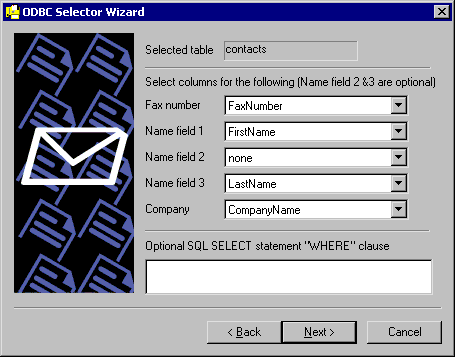 ODBC Selector Wizard
Selected table contacts
Select columns for the following (Name field 2 &3 are optional)
Fax number FaxNumber
Name field 1 FirstName
Name field 2 none
Name field 3 LastName
Company CompanyName
Optional SQL SELECT statement "WHERE" clause
< Back Next > Cancel